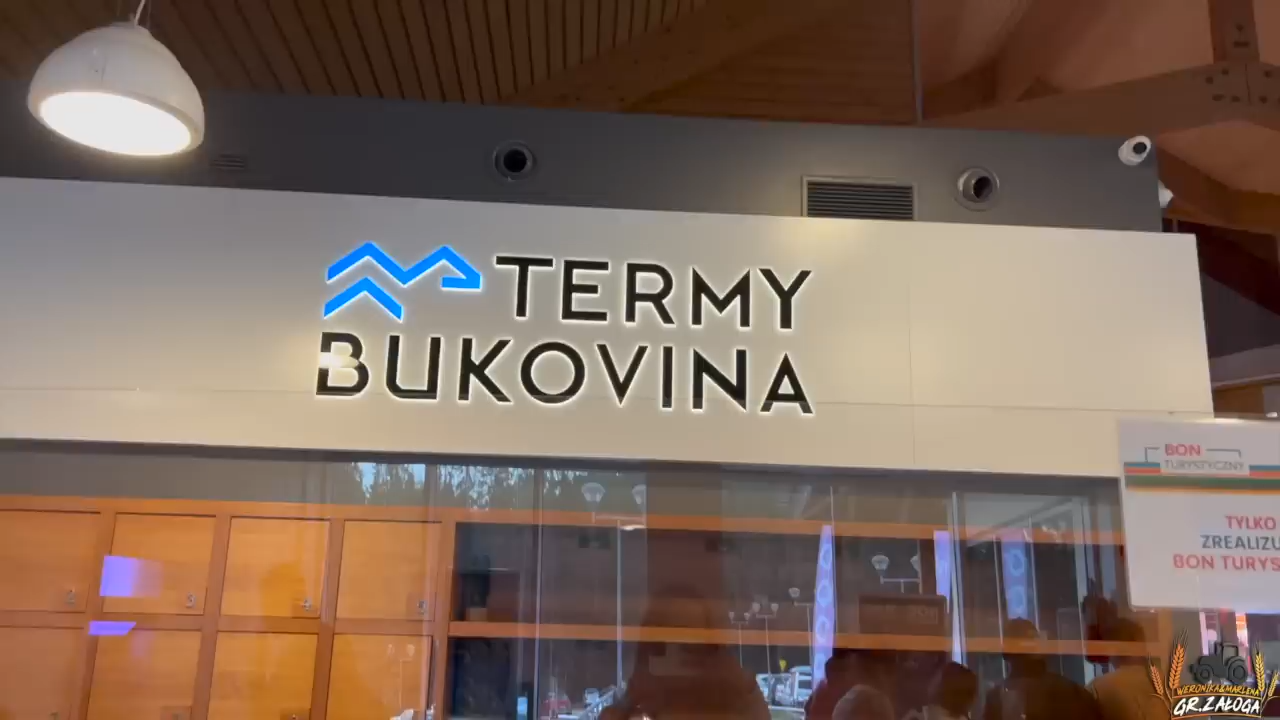 TERMY
BUKOVINA
BON
TURYSTYCZNY
TYLKO
ZREALIZU
BON TURYS
WERONIKA&MARLENA
GR.ZAŁOGA